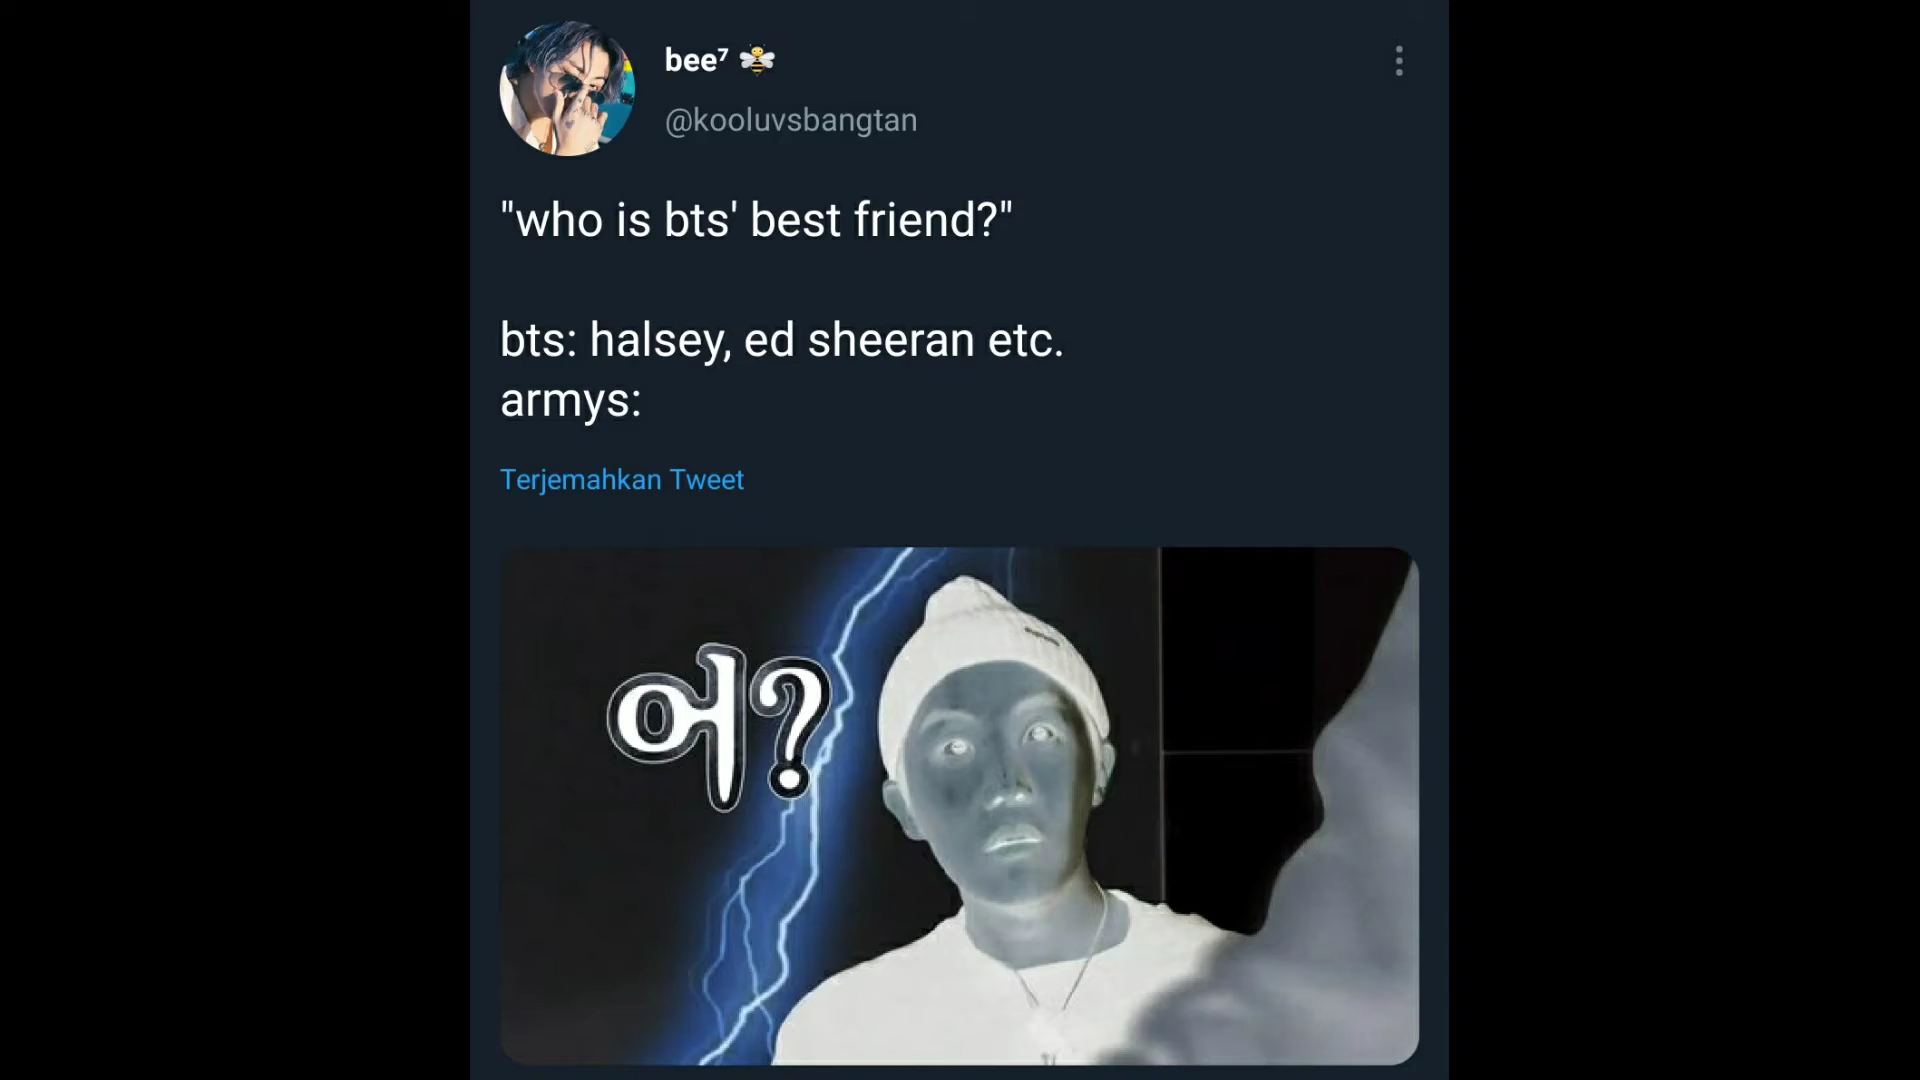 bee⁷ 🐝
@kooluvsbangtan
"who is bts' best friend?"
bts: halsey, ed sheeran etc.
armys:
Terjemahkan Tweet
어?